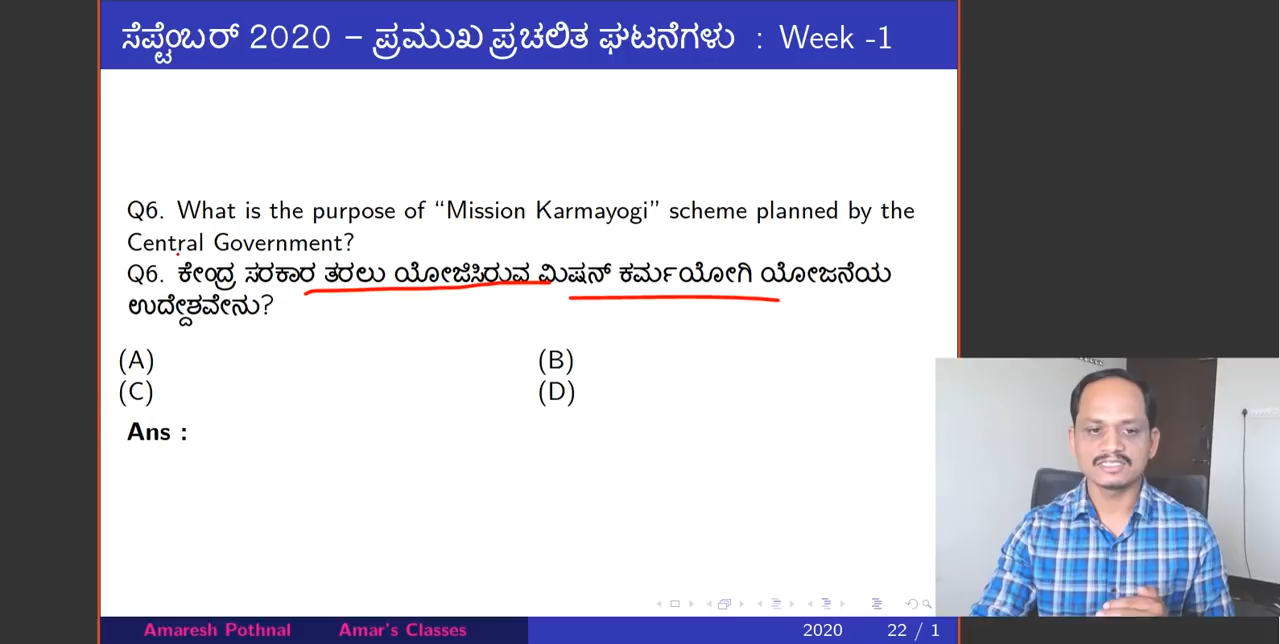 ಸೆಪ್ಟೆಂಬರ್ 2020 – ಪ್ರಮುಖ ಪ್ರಚಲಿತ ಘಟನೆಗಳು : Week -1
Q6. What is the purpose of “Mission Karmayogi” scheme planned by the
Central Government?
Q6. ಕೇಂದ್ರ ಸರಕಾರ ತರಲು ಯೋಜಿಸಿರುವ ಮಿಷನ್ ಕರ್ಮಯೋಗಿ ಯೋಜನೆಯ
ಉದ್ದೇಶವೇನು?
(A) (B)
(C) (D)
Ans :
Amaresh Pothnal Amar's Classes 2020 22 / 1